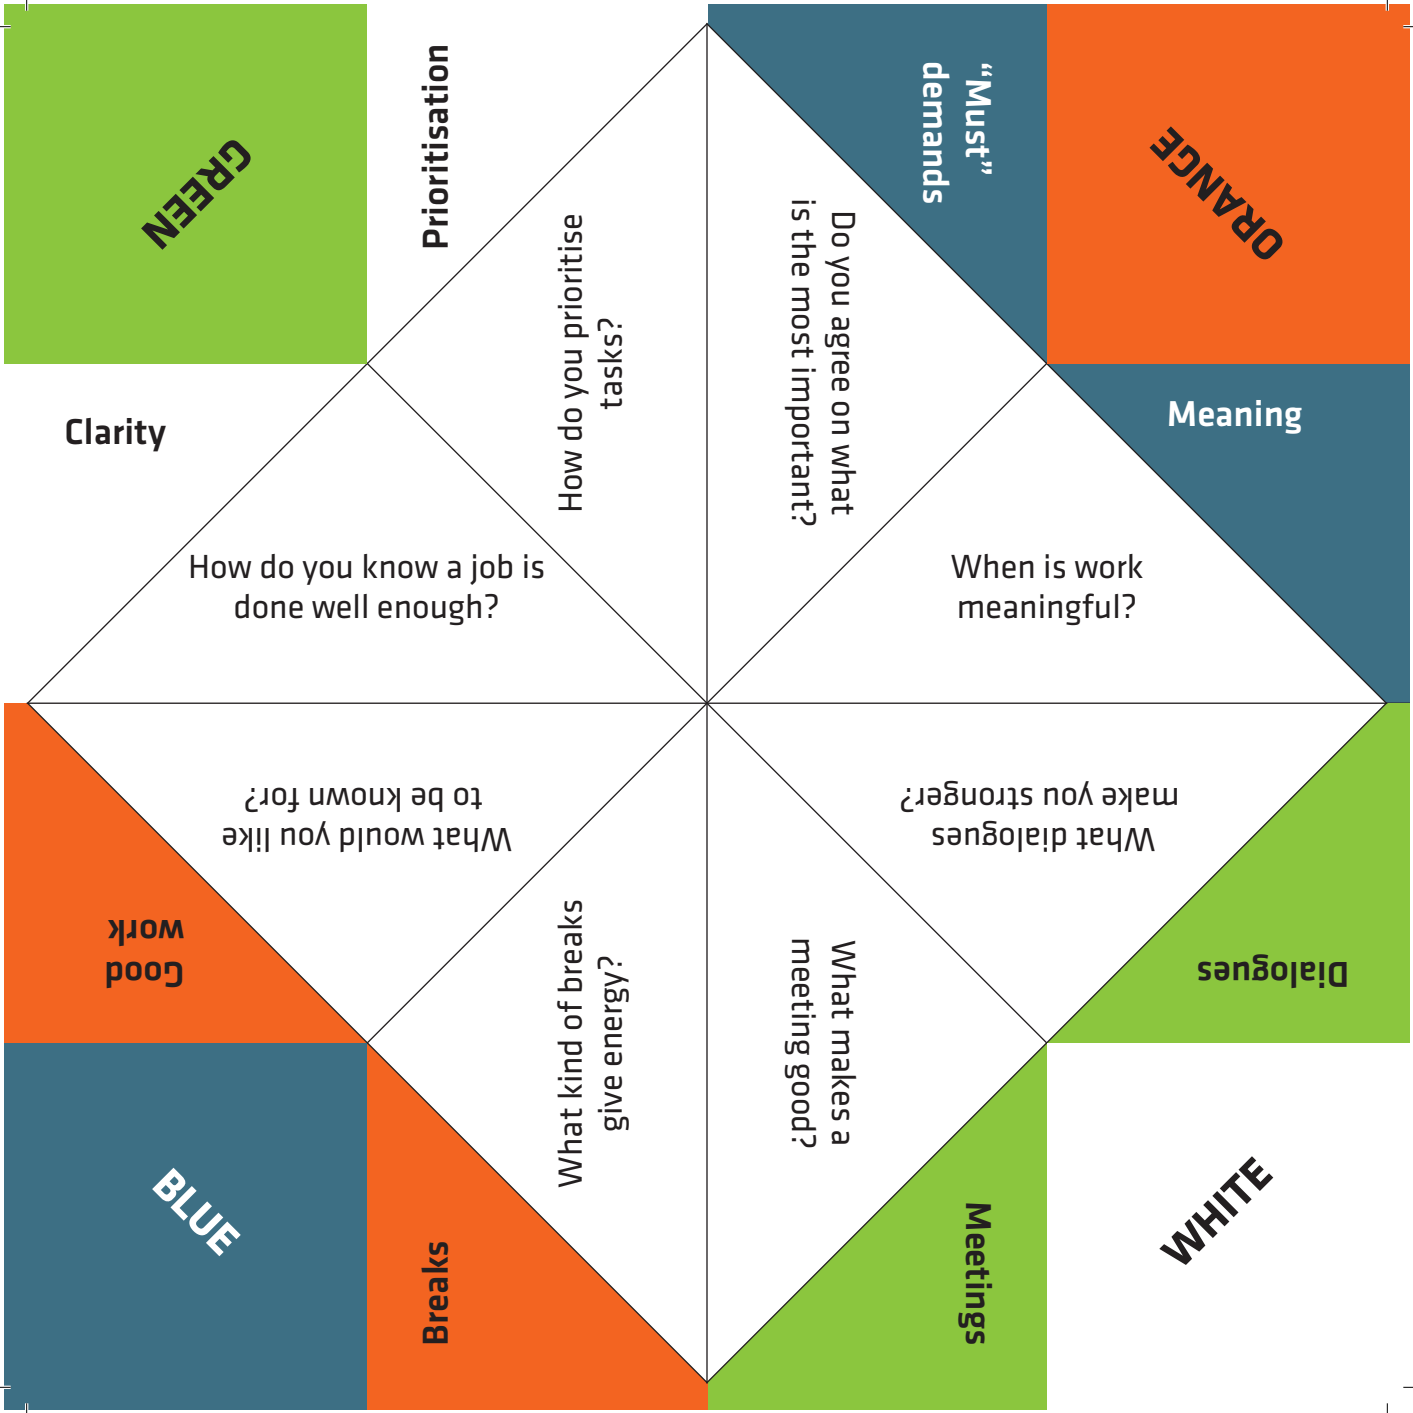 GREEN
Prioritisation
“Must”
demands
ORANGE
How do you prioritise
tasks?
Do you agree on what
is the most important?
Clarity
Meaning
How do you know a job is
done well enough?
When is work
meaningful?
What would you like
to be known for?
What dialogues
make you stronger?
Good
work
What kind of breaks
give energy?
What makes a
meeting good?
Dialogues
BLUE
Breaks
Meetings
WHITE